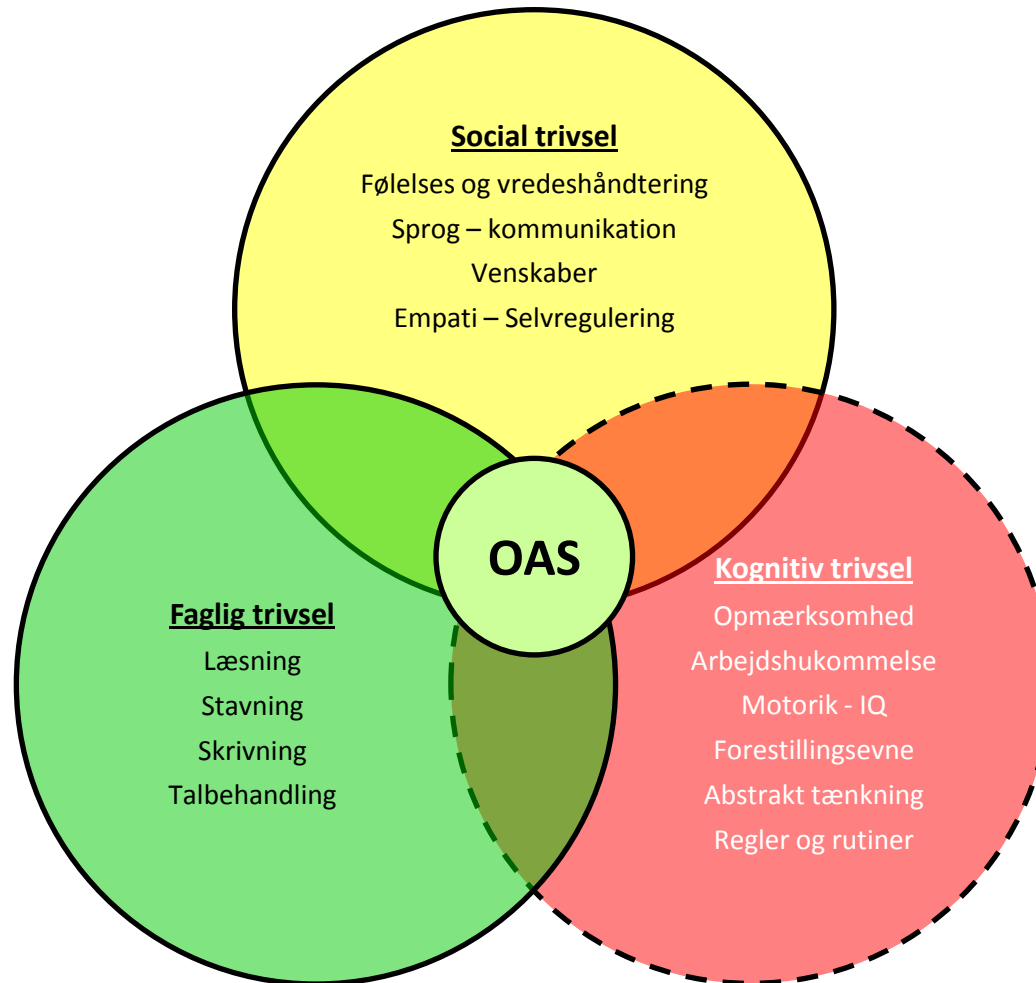 Social trivsel
Følelses og vredeshåndtering
Sprog – kommunikation
Venskaber
Empati – Selvregulering
OAS
Faglig trivsel
Læsning
Stavning
Skrivning
Talbehandling
Kognitiv trivsel
Opmærksomhed
Arbejdshukommelse
Motorik - IQ
Forestillingsevne
Abstrakt tænkning
Regler og rutiner